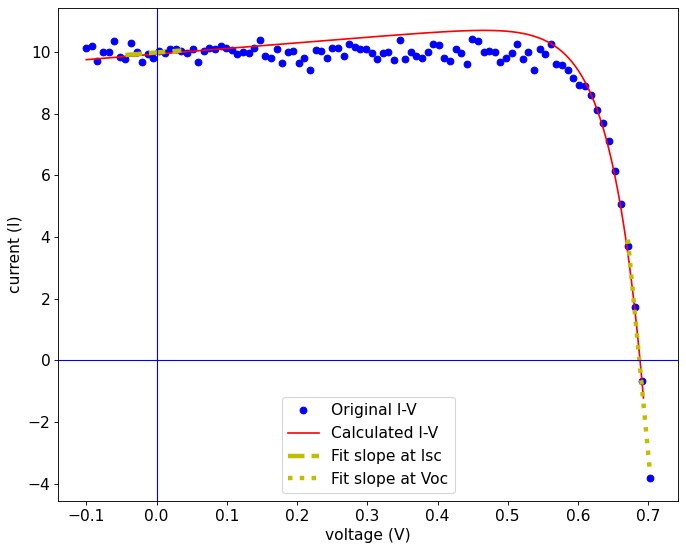 10
8
6
4
2
0
−2
−4
current (I)
Original I-V
Calculated I-V
Fit slope at Isc
Fit slope at Voc
−0.1 0.0 0.1 0.2 0.3 0.4 0.5 0.6 0.7
voltage (V)